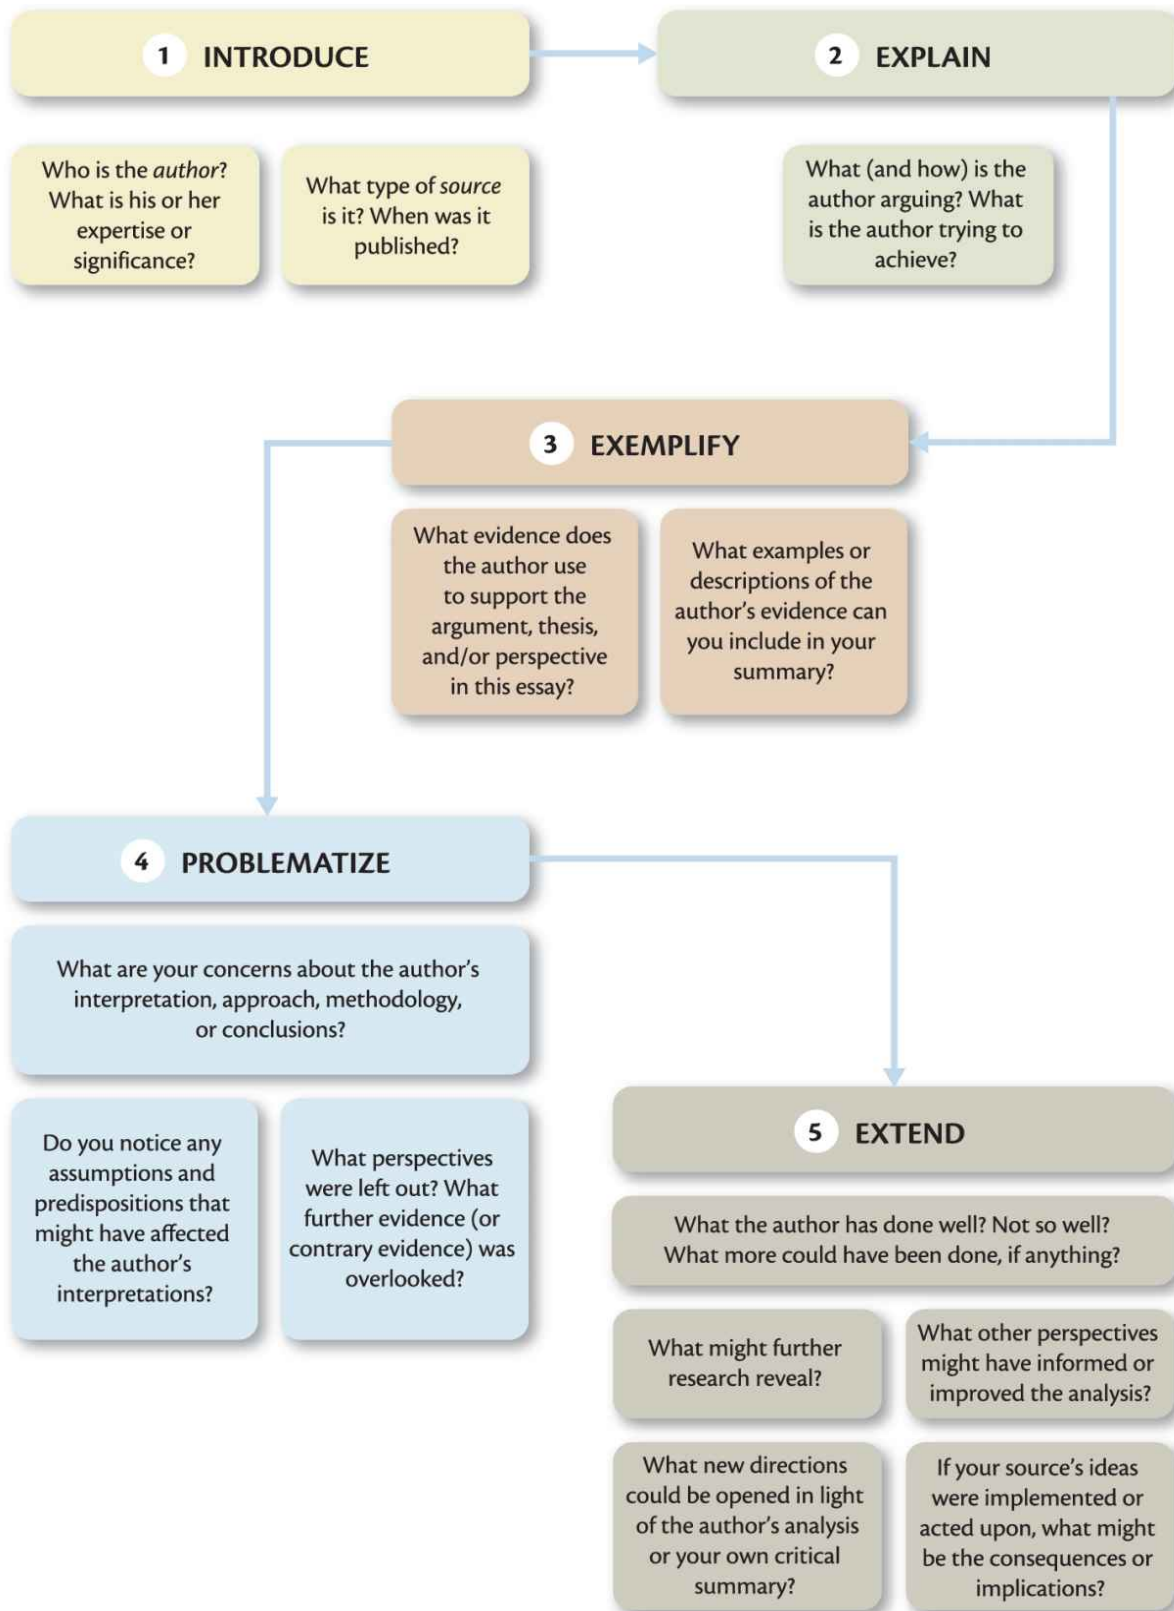 1 INTRODUCE
2 EXPLAIN
Who is the author?
What is his or her
expertise or
significance?
What type of source
is it? When was it
published?
What (and how) is the
author arguing? What
is the author trying to
achieve?
3 EXEMPLIFY
What evidence does
the author use
to support the
argument, thesis,
and/or perspective
in this essay?
What examples or
descriptions of the
author's evidence can
you include in your
summary?
4 PROBLEMATIZE
What are your concerns about the author's
interpretation, approach, methodology,
or conclusions?
Do you notice any
assumptions and
predispositions that
might have affected
the author's
interpretations?
What perspectives
were left out? What
further evidence (or
contrary evidence) was
overlooked?
5 EXTEND
What the author has done well? Not so well?
What more could have been done, if anything?
What might further
research reveal?
What other perspectives
might have informed or
improved the analysis?
What new directions
could be opened in light
of the author's analysis
or your own critical
summary?
If your source's ideas
were implemented or
acted upon, what might
be the consequences or
implications?